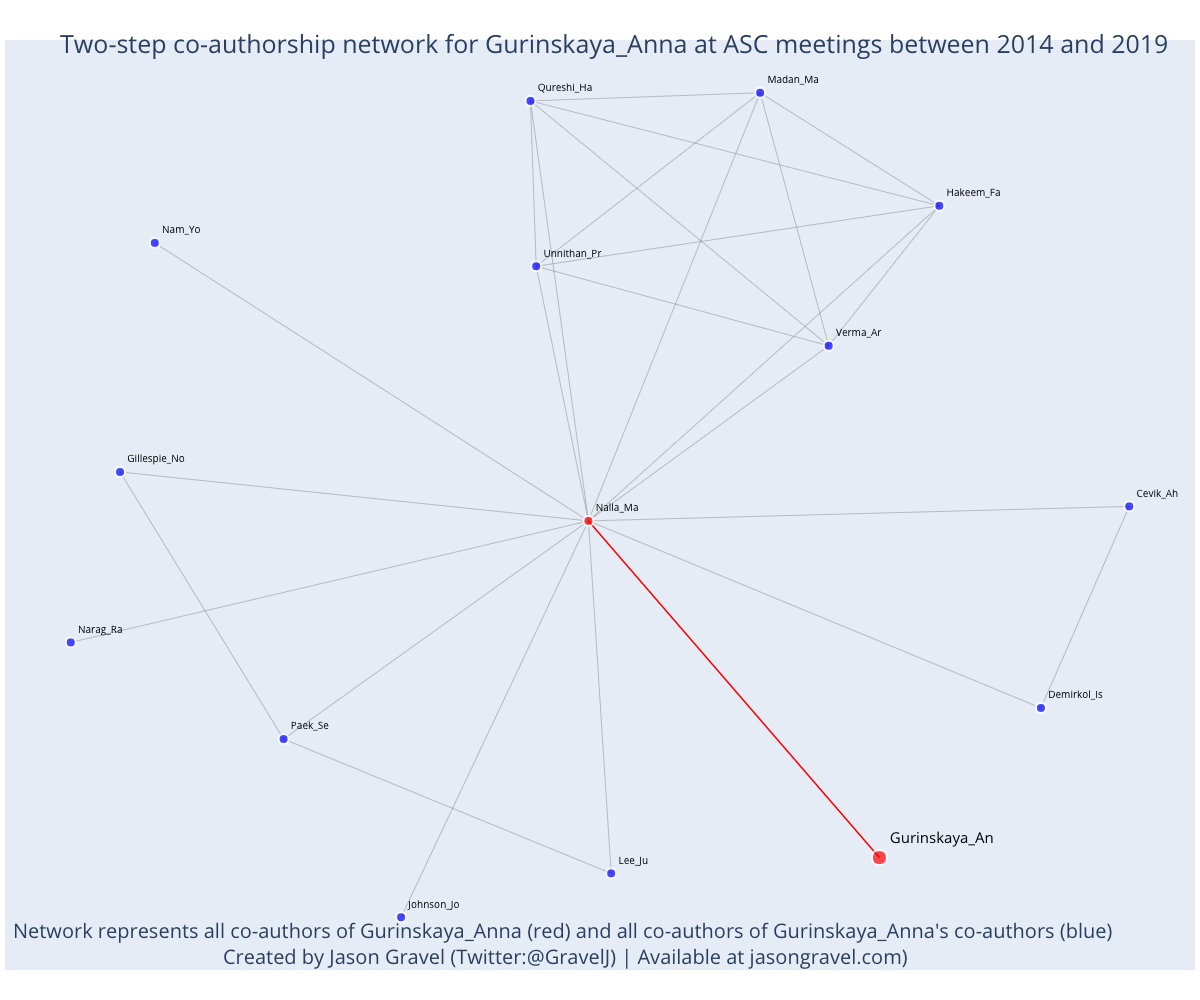 Two-step co-authorship network for Gurinskaya_Anna at ASC meetings between 2014 and 2019
Madan_Ma
Qureshi_Ha
Hakeem_Fa
Nam_Yo
Unnithan_Pr
Verma_Ar
Gillespie_No
Cevik_Ah
Nalla_Ma
Narag_Ra
Demirkol_Is
Paek_Se
Gurinskaya_An
Lee_Ju
Johnson_Jo
Network represents all co-authors of Gurinskaya_Anna (red) and all co-authors of Gurinskaya_Anna's co-authors (blue)
Created by Jason Gravel (Twitter:@GravelJ) | Available at jasongravel.com)